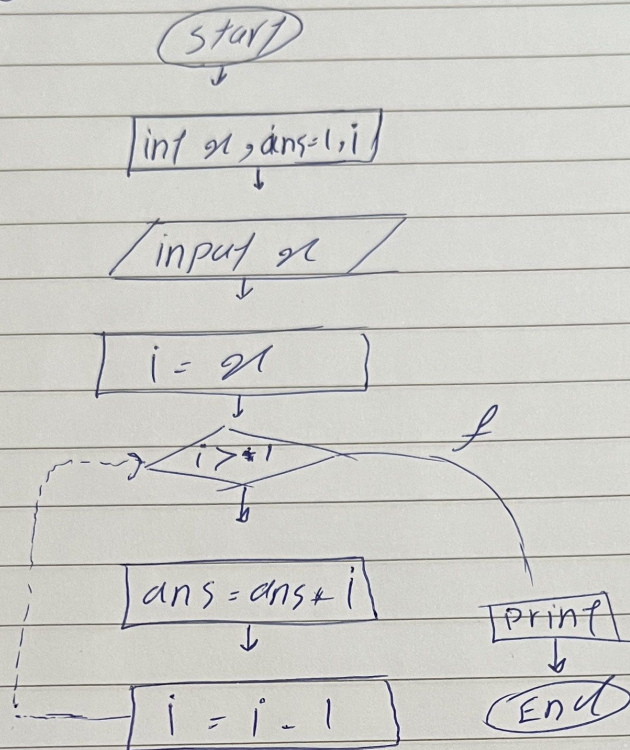 start
int x, ans=1, i
input x
i = x
i > 1
f
ans = ans * i
print
i = i - 1
End